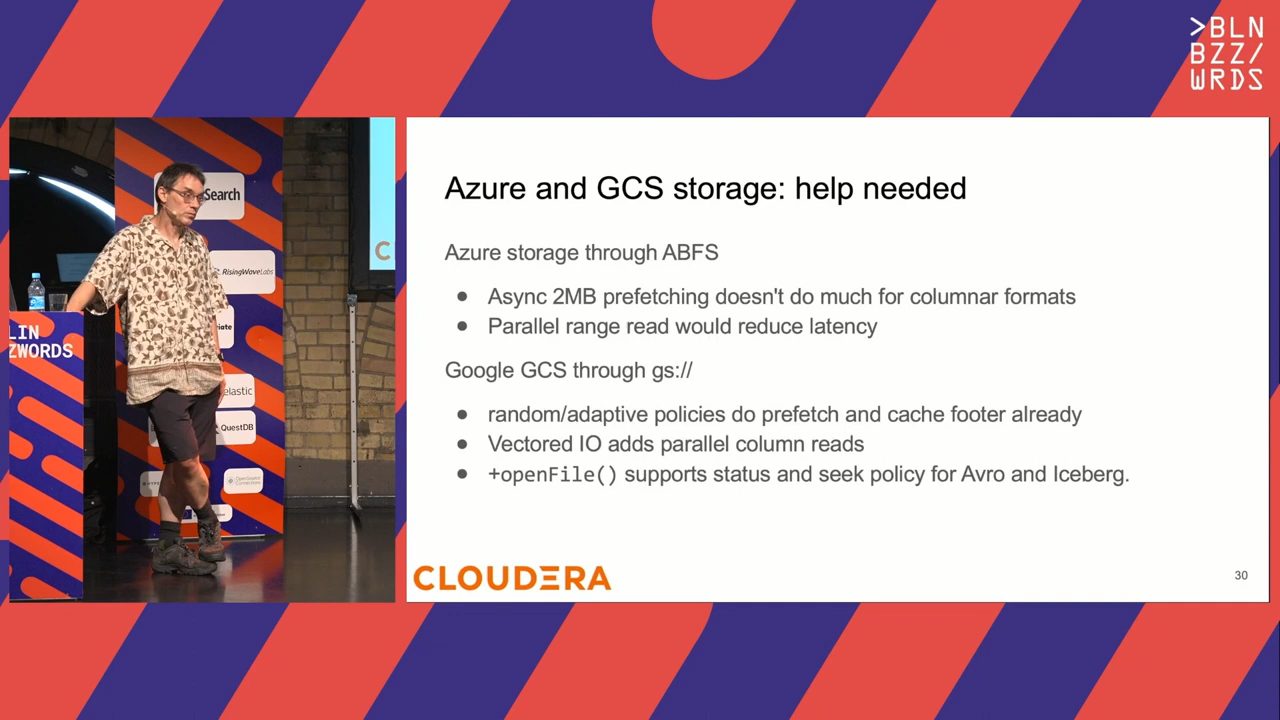 >BLN
BZZ/
WRDS
Search
RisingWave Labs
elastic
QuestDB
LIN
ZWORDS
C
Azure and GCS storage: help needed
Azure storage through ABFS
● Async 2MB prefetching doesn't do much for columnar formats
● Parallel range read would reduce latency
Google GCS through gs://
● random/adaptive policies do prefetch and cache footer already
● Vectored IO adds parallel column reads
● +openFile() supports status and seek policy for Avro and Iceberg.
CLOUDERA
30